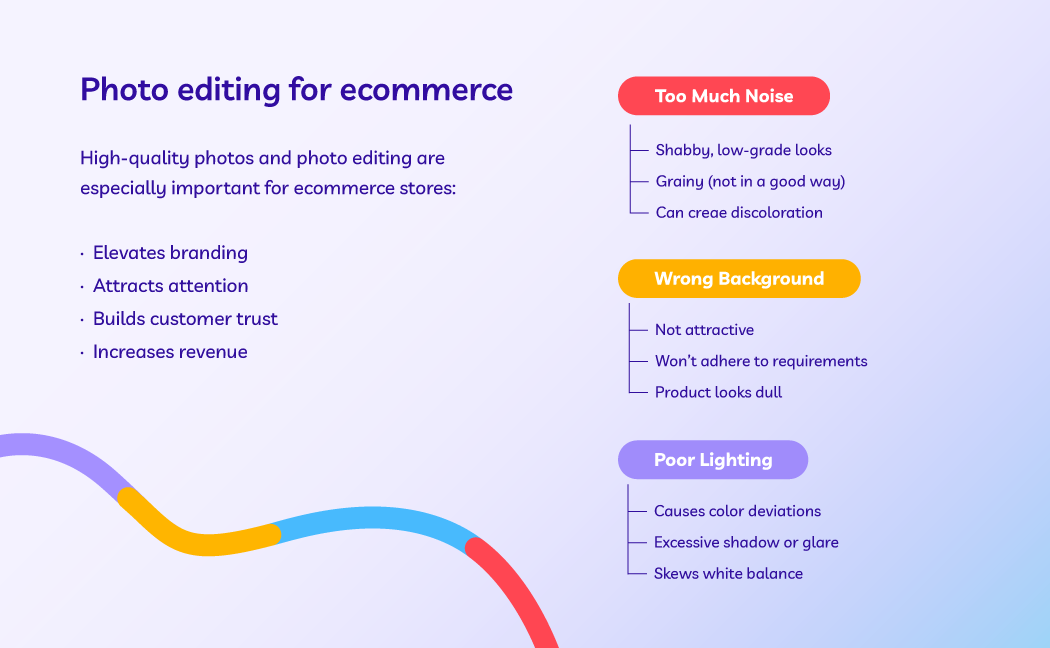 Photo editing for ecommerce
High-quality photos and photo editing are
especially important for ecommerce stores:
· Elevates branding
· Attracts attention
· Builds customer trust
· Increases revenue
Too Much Noise
Shabby, low-grade looks
Grainy (not in a good way)
Can creae discoloration
Wrong Background
Not attractive
Won't adhere to requirements
Product looks dull
Poor Lighting
Causes color deviations
Excessive shadow or glare
Skews white balance